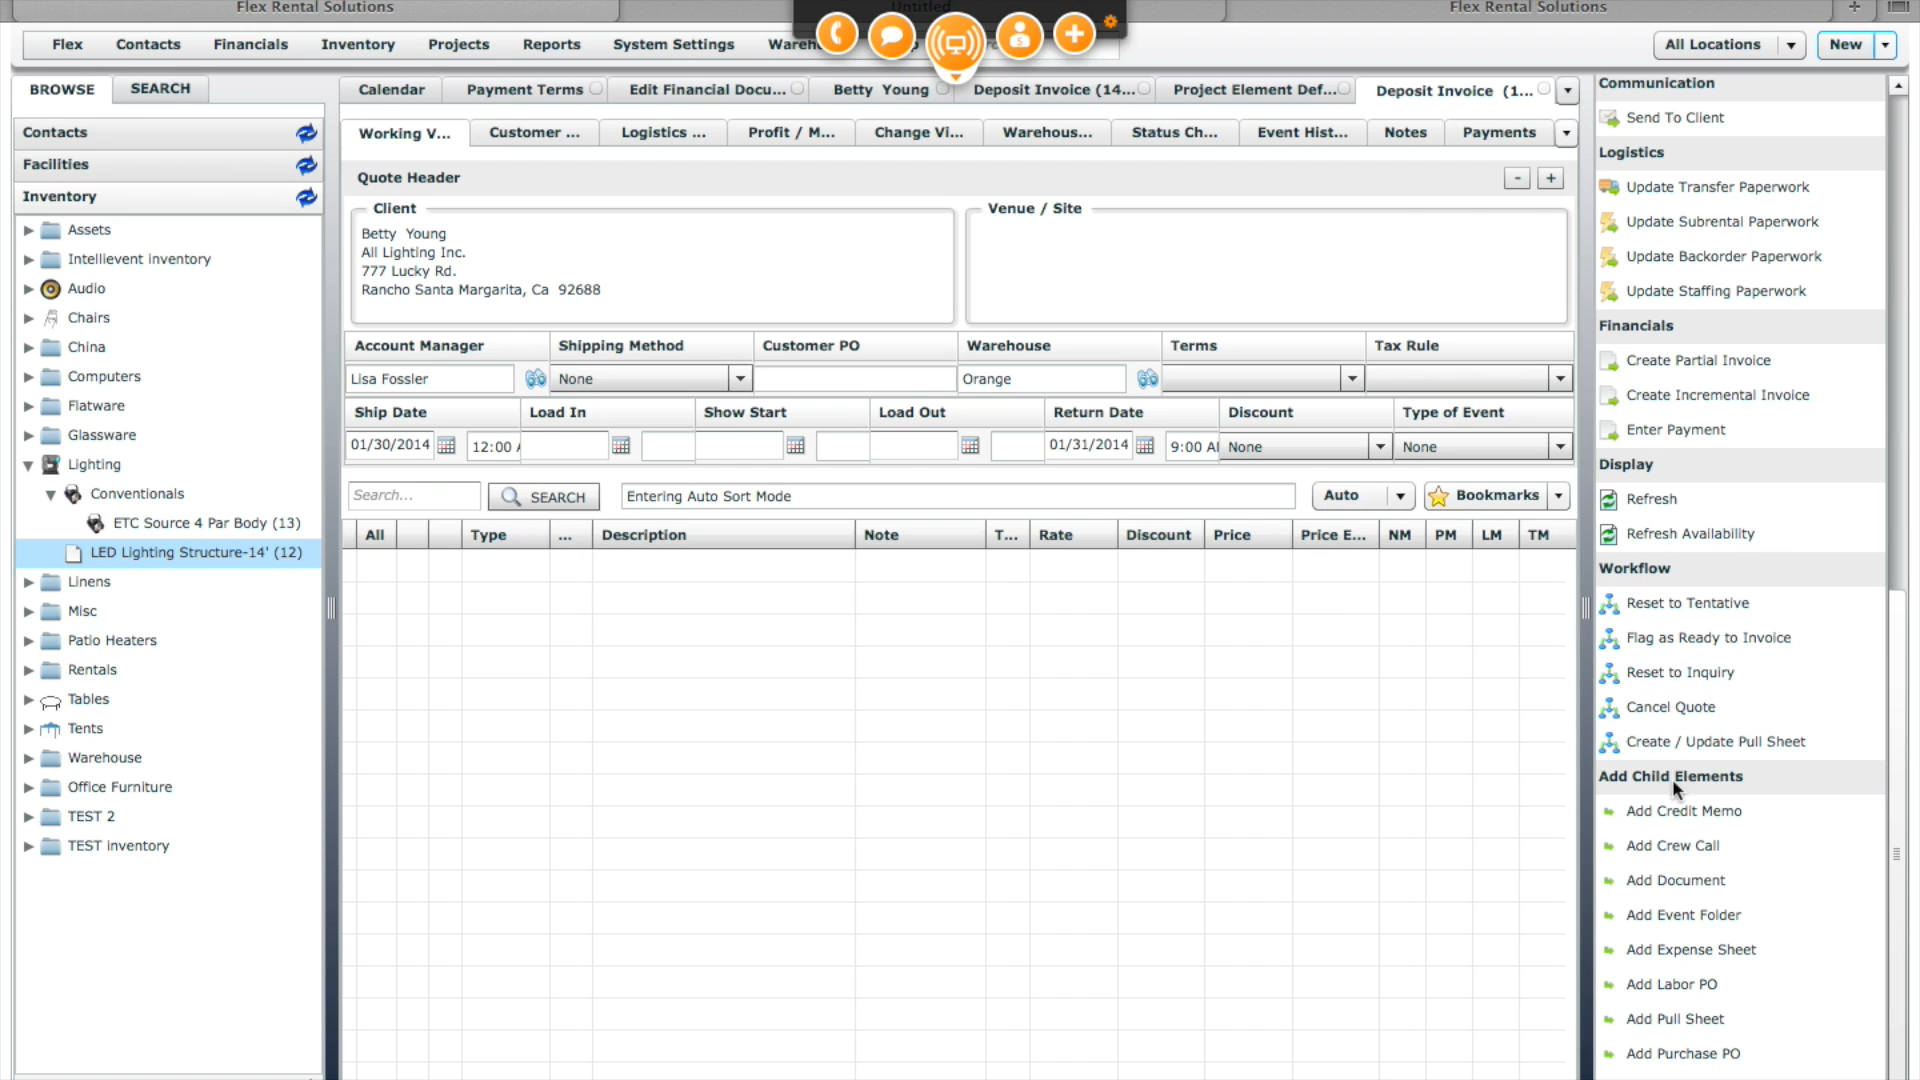 Flex Rental Solutions
Untitled
Flex Rental Solutions
Flex Contacts Financials Inventory Projects Reports System Settings
All Locations New
BROWSE SEARCH
Contacts
Facilities
Inventory
Assets
Intellievent inventory
Audio
Chairs
China
Computers
Flatware
Glassware
Lighting
Conventionals
ETC Source 4 Par Body (13)
LED Lighting Structure-14' (12)
Linens
Misc
Patio Heaters
Rentals
Tables
Tents
Warehouse
Office Furniture
TEST 2
TEST inventory
Calendar Payment Terms Edit Financial Docu... Betty Young Deposit Invoice (14... Project Element Def... Deposit Invoice (1...
Working V... Customer ... Logistics ... Profit / M... Change Vi... Warehous... Status Ch... Event Hist... Notes Payments
Quote Header - +
Client
Betty Young
All Lighting Inc.
777 Lucky Rd.
Rancho Santa Margarita, Ca 92688
Venue / Site
Account Manager Shipping Method Customer PO Warehouse Terms Tax Rule
Lisa Fossler None Orange
Ship Date Load In Show Start Load Out Return Date Discount Type of Event
01/30/2014 12:00 01/31/2014 9:00 None None
Search... SEARCH Entering Auto Sort Mode Auto Bookmarks
All Type ... Description Note T... Rate Discount Price Price E... NM PM LM TM
Communication
Send To Client
Logistics
Update Transfer Paperwork
Update Subrental Paperwork
Update Backorder Paperwork
Update Staffing Paperwork
Financials
Create Partial Invoice
Create Incremental Invoice
Enter Payment
Display
Refresh
Refresh Availability
Workflow
Reset to Tentative
Flag as Ready to Invoice
Reset to Inquiry
Cancel Quote
Create / Update Pull Sheet
Add Child Elements
Add Credit Memo
Add Crew Call
Add Document
Add Event Folder
Add Expense Sheet
Add Labor PO
Add Pull Sheet
Add Purchase PO